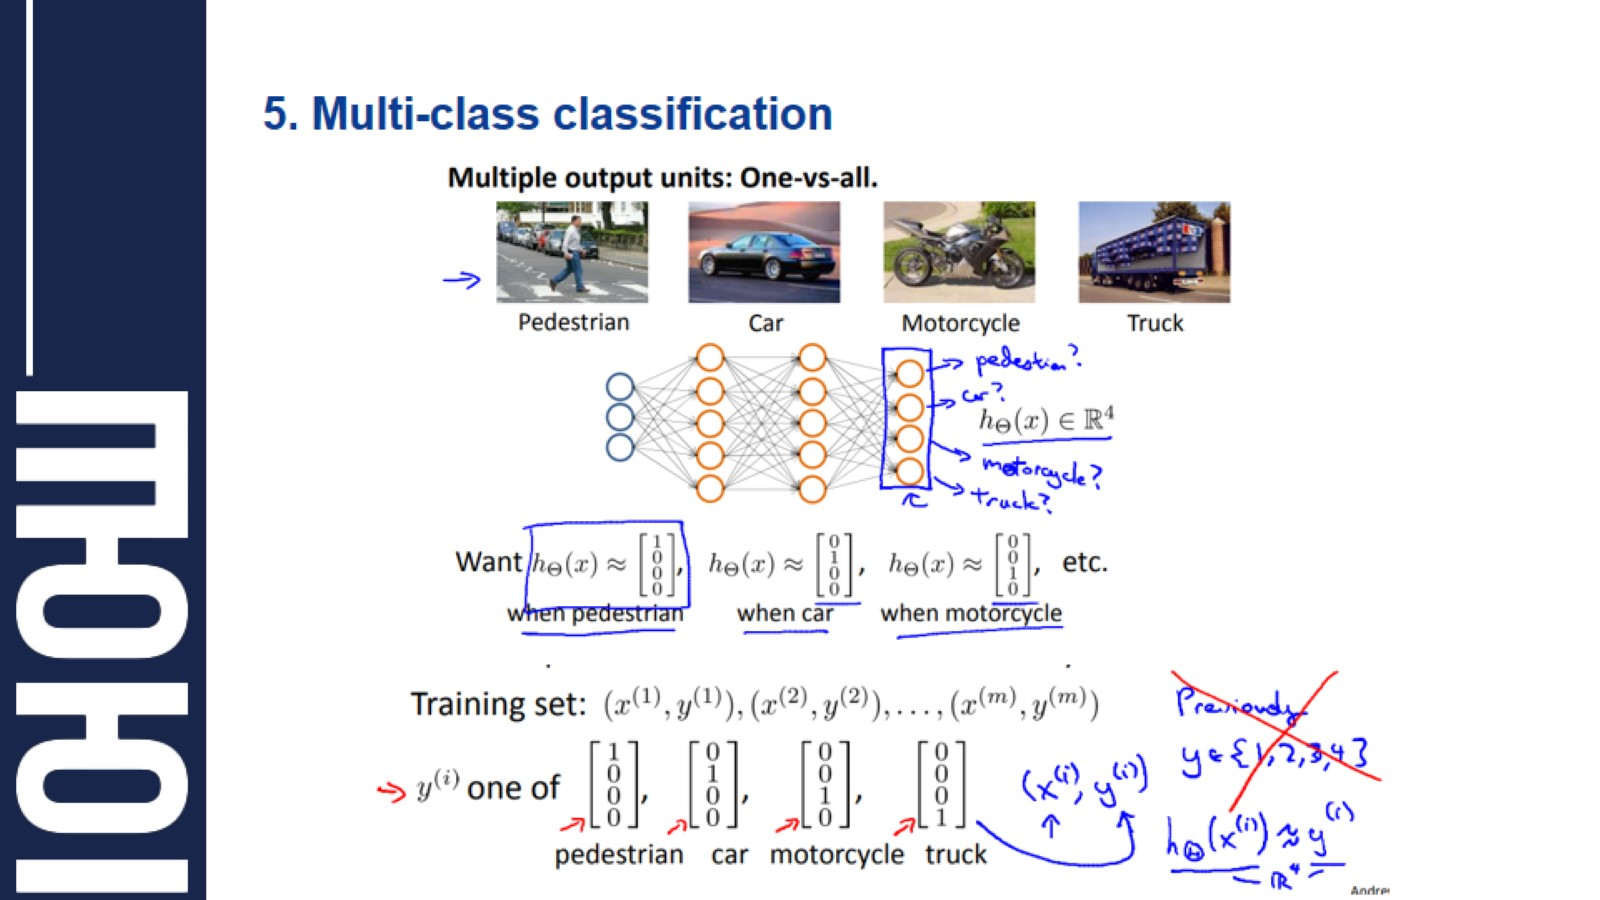 5. Multi-class classification
Multiple output units: One-vs-all.
Pedestrian Car Motorcycle Truck
pedestrian?
car?
hΘ(x) ∈ ℝ⁴
motorcycle?
truck?
Want hΘ(x) ≈ [1 0 0 0], hΘ(x) ≈ [0 1 0 0], hΘ(x) ≈ [0 0 1 0], etc.
when pedestrian when car when motorcycle
Training set: (x⁽¹⁾, y⁽¹⁾), (x⁽²⁾, y⁽²⁾), . . . , (x⁽ᵐ⁾, y⁽ᵐ⁾)
Previously
y ∈ {1, 2, 3, 4}
y⁽ⁱ⁾ one of [1 0 0 0], [0 1 0 0], [0 0 1 0], [0 0 0 1]
(x⁽ⁱ⁾, y⁽ⁱ⁾)
hΘ(x⁽ⁱ⁾) ≈ y⁽ⁱ⁾
ℝ⁴
pedestrian car motorcycle truck